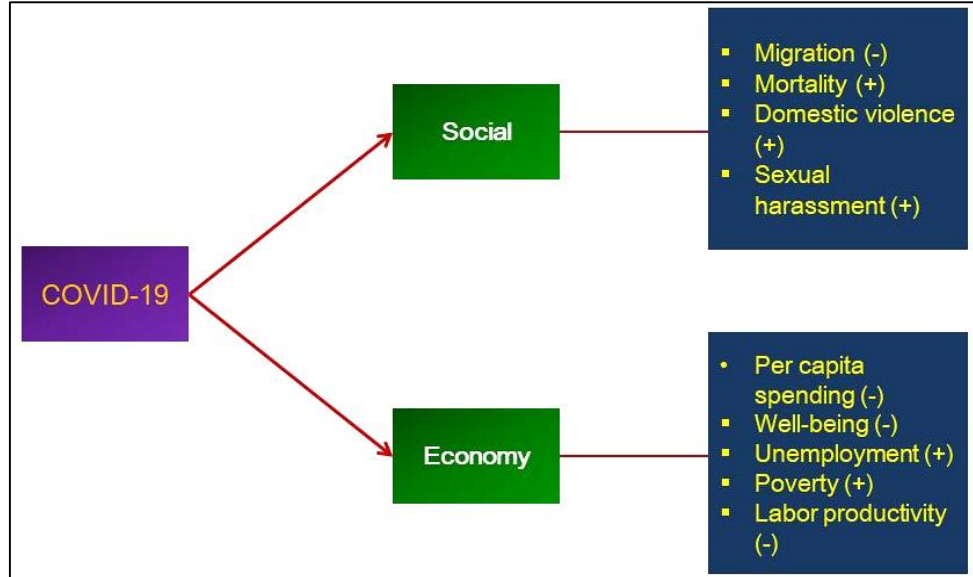 ▪ Migration (-)
▪ Mortality (+)
▪ Domestic violence
(+)
▪ Sexual
harassment (+)
Social
COVID-19
• Per capita
spending (-)
▪ Well-being (-)
▪ Unemployment (+)
▪ Poverty (+)
▪ Labor productivity
(-)
Economy